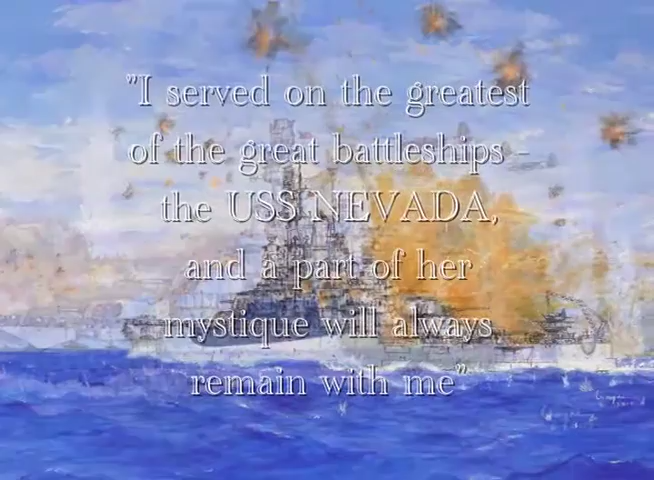 "I served on the greatest
of the great battleships -
the USS NEVADA,
and a part of her
mystique will always
remain with me"